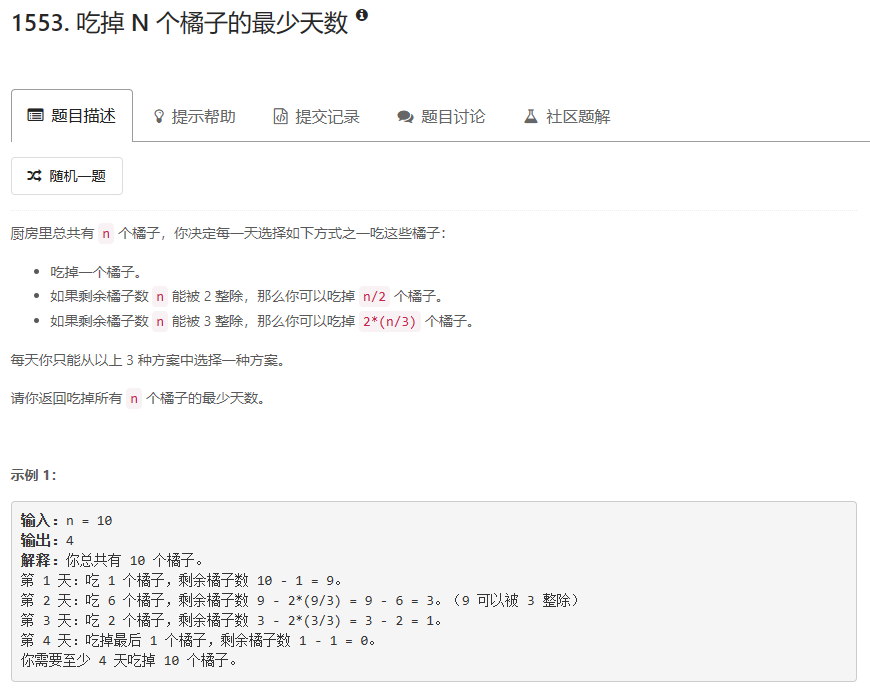 1553. 吃掉 N 个橘子的最少天数
题目描述 提示帮助 提交记录 题目讨论 社区题解
随机一题
厨房里总共有 n 个橘子，你决定每一天选择如下方式之一吃这些橘子：
吃掉一个橘子。
如果剩余橘子数 n 能被 2 整除，那么你可以吃掉 n/2 个橘子。
如果剩余橘子数 n 能被 3 整除，那么你可以吃掉 2*(n/3) 个橘子。
每天你只能从以上 3 种方案中选择一种方案。
请你返回吃掉所有 n 个橘子的最少天数。
示例 1：
输入：n = 10
输出：4
解释：你总共有 10 个橘子。
第 1 天：吃 1 个橘子，剩余橘子数 10 - 1 = 9。
第 2 天：吃 6 个橘子，剩余橘子数 9 - 2*(9/3) = 9 - 6 = 3。（9 可以被 3 整除）
第 3 天：吃 2 个橘子，剩余橘子数 3 - 2*(3/3) = 3 - 2 = 1。
第 4 天：吃掉最后 1 个橘子，剩余橘子数 1 - 1 = 0。
你需要至少 4 天吃掉 10 个橘子。